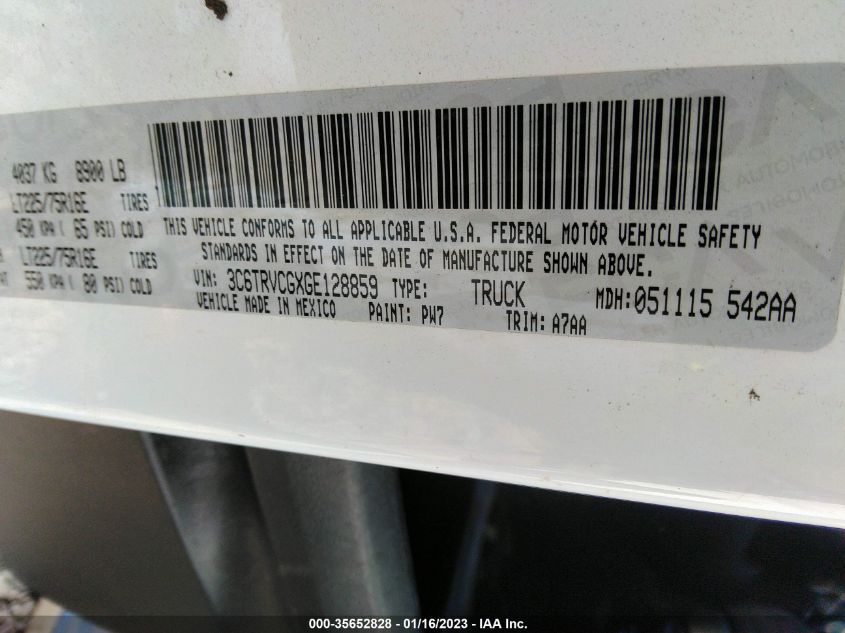 4037 KG 8900 LB
LT225/75R16E TIRES
450 KPA( 65 PSI) COLD
LT225/75R16E TIRES
550 KPA( 80 PSI) COLD
THIS VEHICLE CONFORMS TO ALL APPLICABLE U.S.A. FEDERAL MOTOR VEHICLE SAFETY
STANDARDS IN EFFECT ON THE DATE OF MANUFACTURE SHOWN ABOVE.
VIN: 3C6TRVCGXGE128859 TYPE: TRUCK MDH:051115 542AA
VEHICLE MADE IN MEXICO PAINT: PW7 TRIM: A7AA
000-35652828 - 01/16/2023 - IAA Inc.